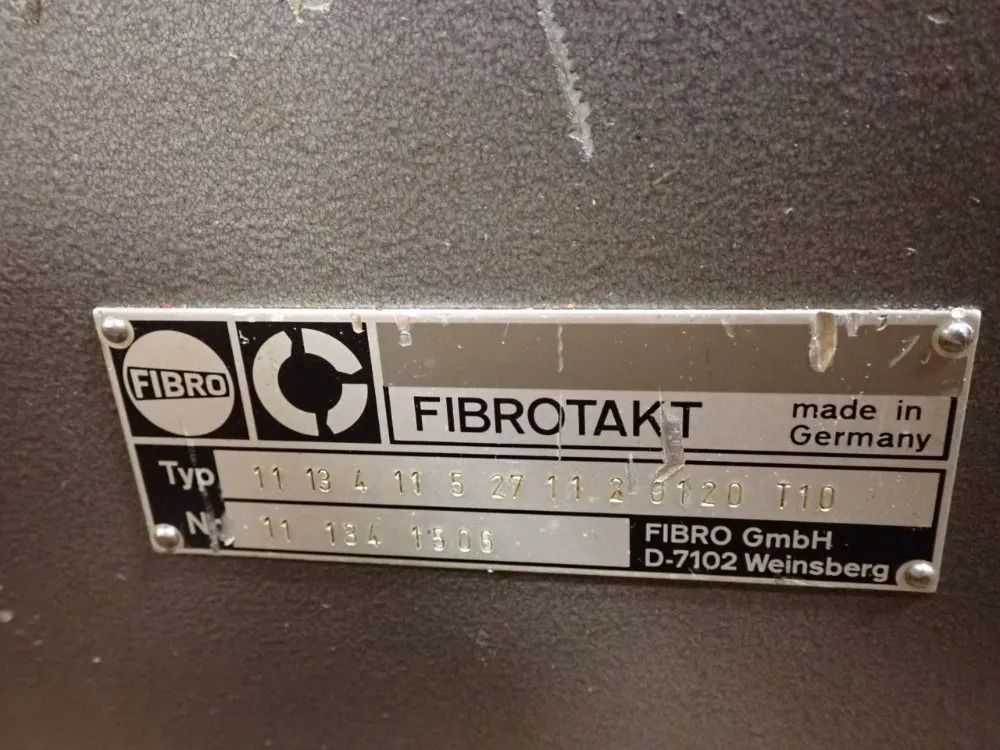 FIBRO
FIBROTAKT
made in
Germany
Typ 11 13 4 11 5 27 11 2 0120 T10
Nr. 11 134 1506
FIBRO GmbH
D-7102 Weinsberg